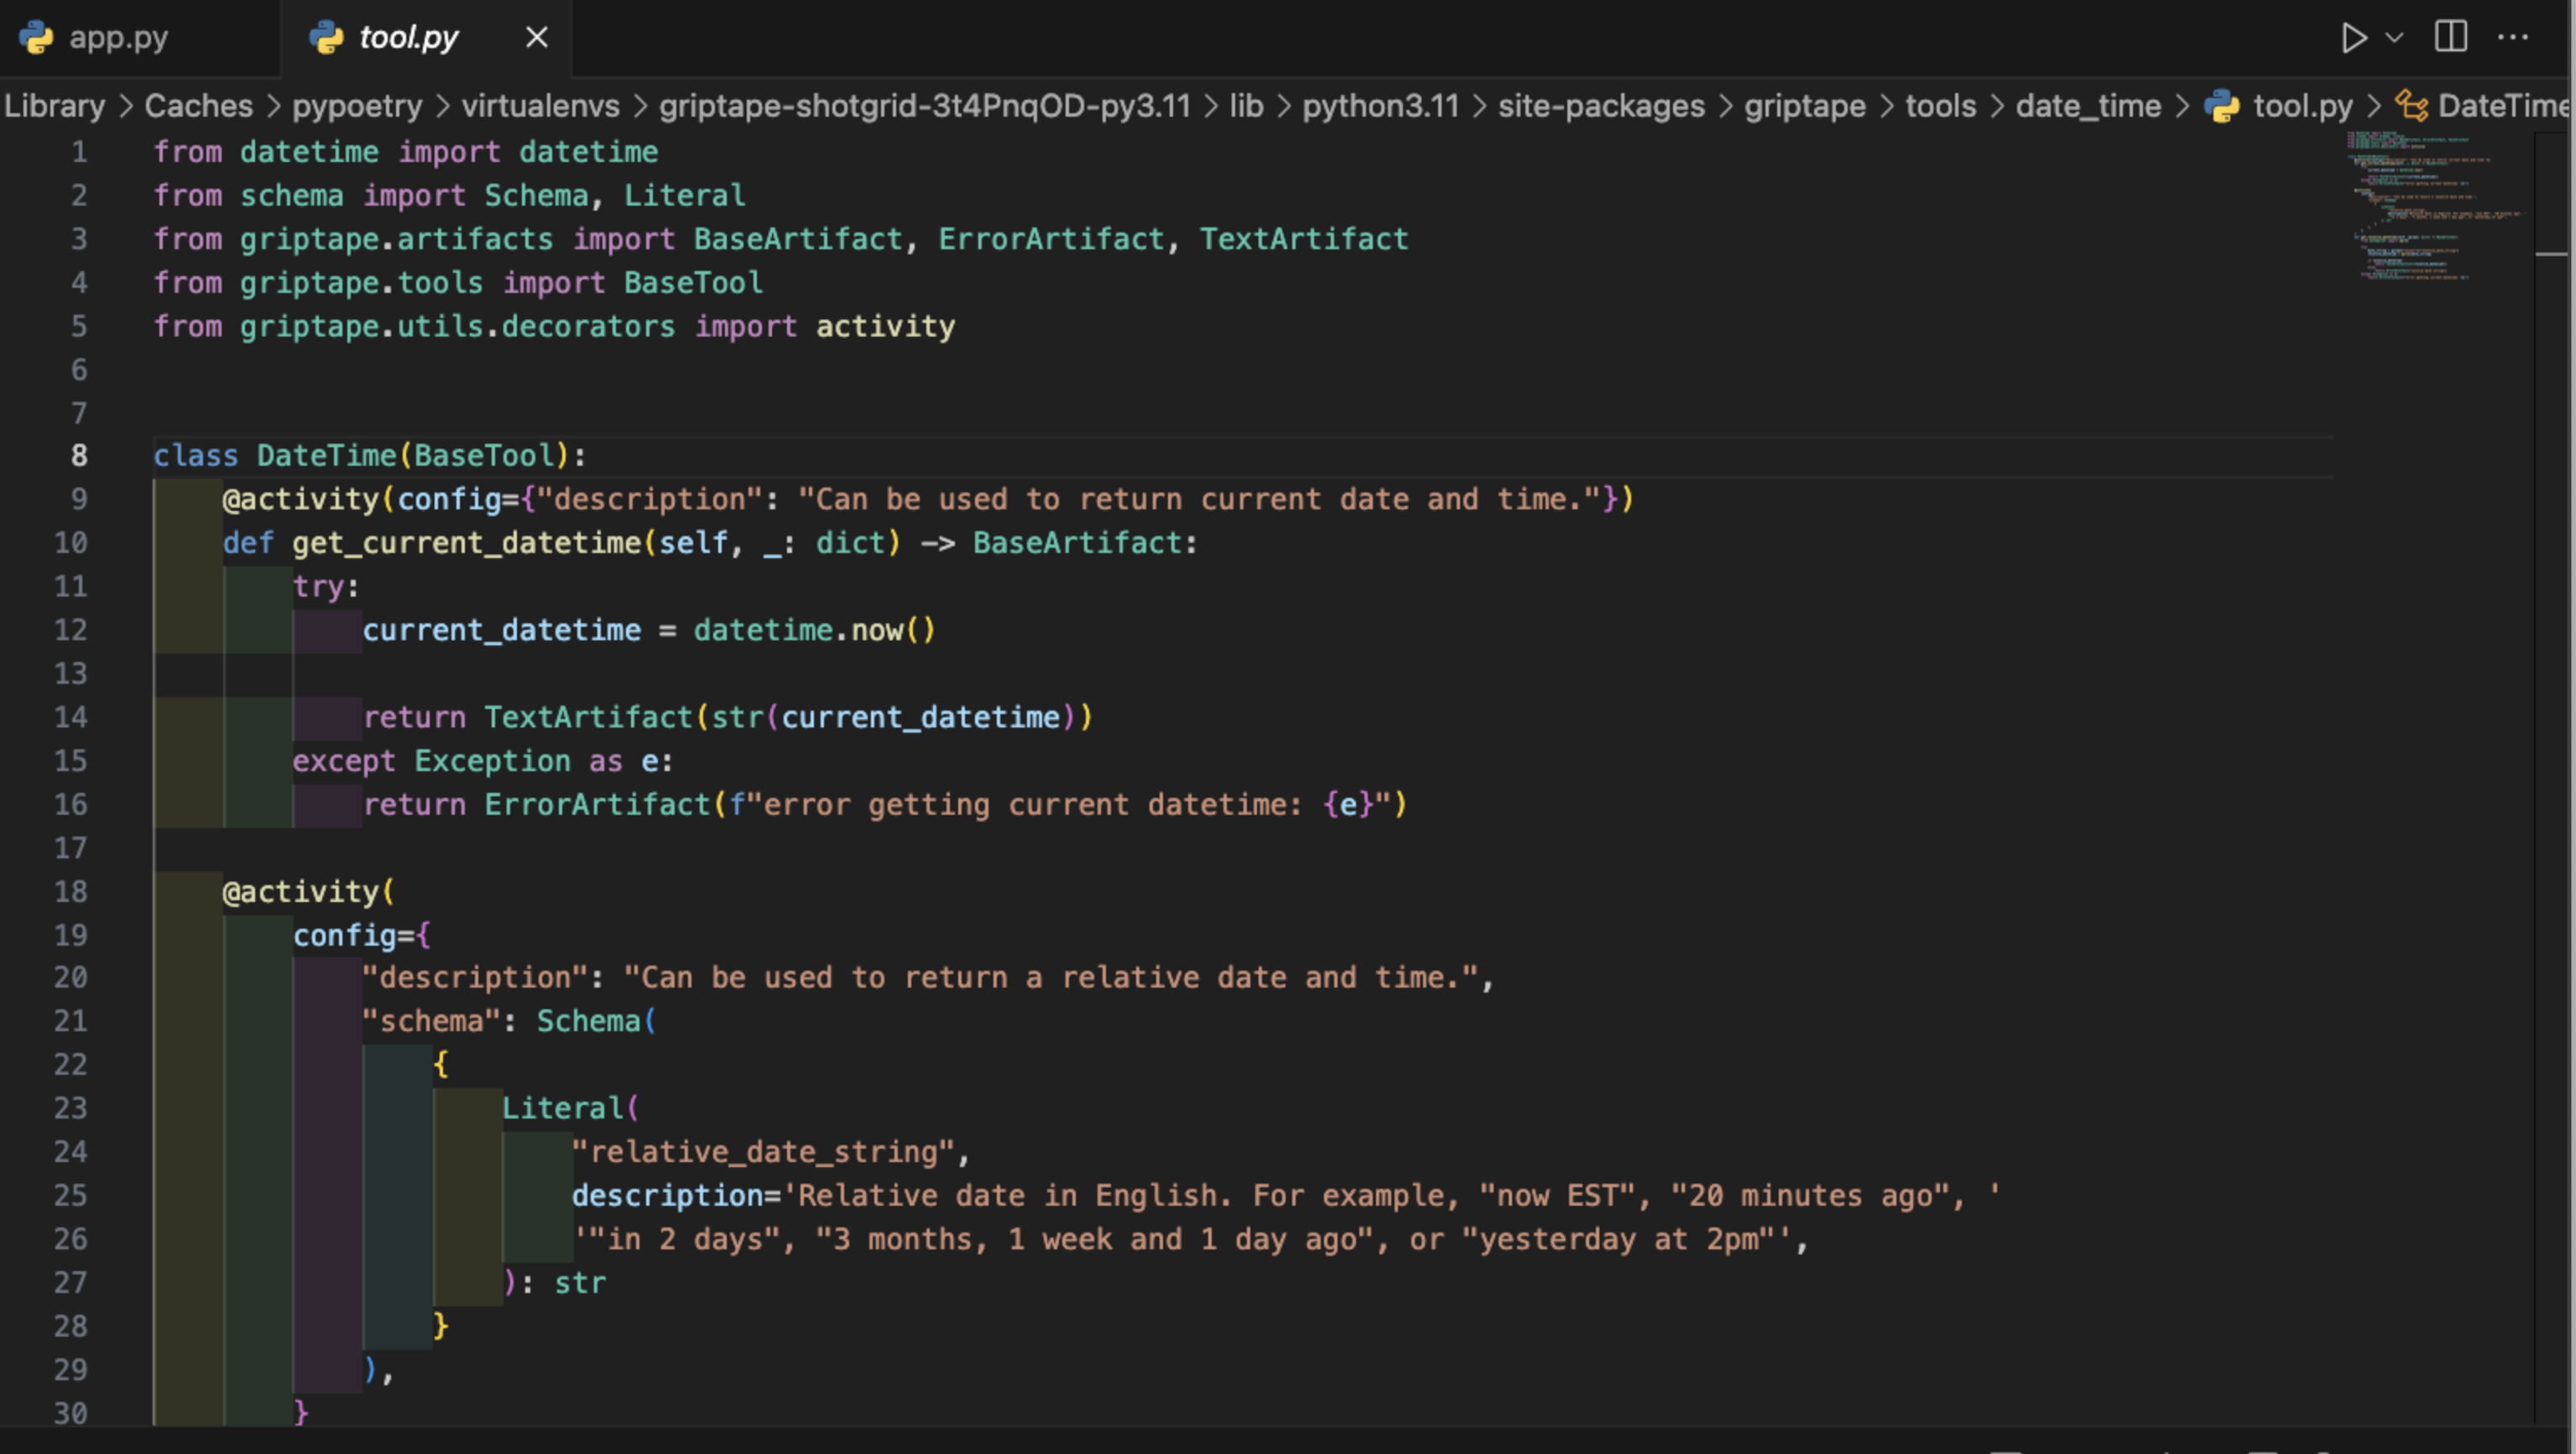 app.py
tool.py
Library > Caches > pypoetry > virtualenvs > griptape-shotgrid-3t4PnqOD-py3.11 > lib > python3.11 > site-packages > griptape > tools > date_time > tool.py > DateTime
1 from datetime import datetime
2 from schema import Schema, Literal
3 from griptape.artifacts import BaseArtifact, ErrorArtifact, TextArtifact
4 from griptape.tools import BaseTool
5 from griptape.utils.decorators import activity
6
7
8 class DateTime(BaseTool):
9     @activity(config={"description": "Can be used to return current date and time."})
10     def get_current_datetime(self, _: dict) -> BaseArtifact:
11         try:
12             current_datetime = datetime.now()
13
14             return TextArtifact(str(current_datetime))
15         except Exception as e:
16             return ErrorArtifact(f"error getting current datetime: {e}")
17
18     @activity(
19         config={
20             "description": "Can be used to return a relative date and time.",
21             "schema": Schema(
22                 {
23                     Literal(
24                         "relative_date_string",
25                         description='Relative date in English. For example, "now EST", "20 minutes ago", '
26                         '"in 2 days", "3 months, 1 week and 1 day ago", or "yesterday at 2pm"',
27                     ): str
28                 }
29             ),
30         }